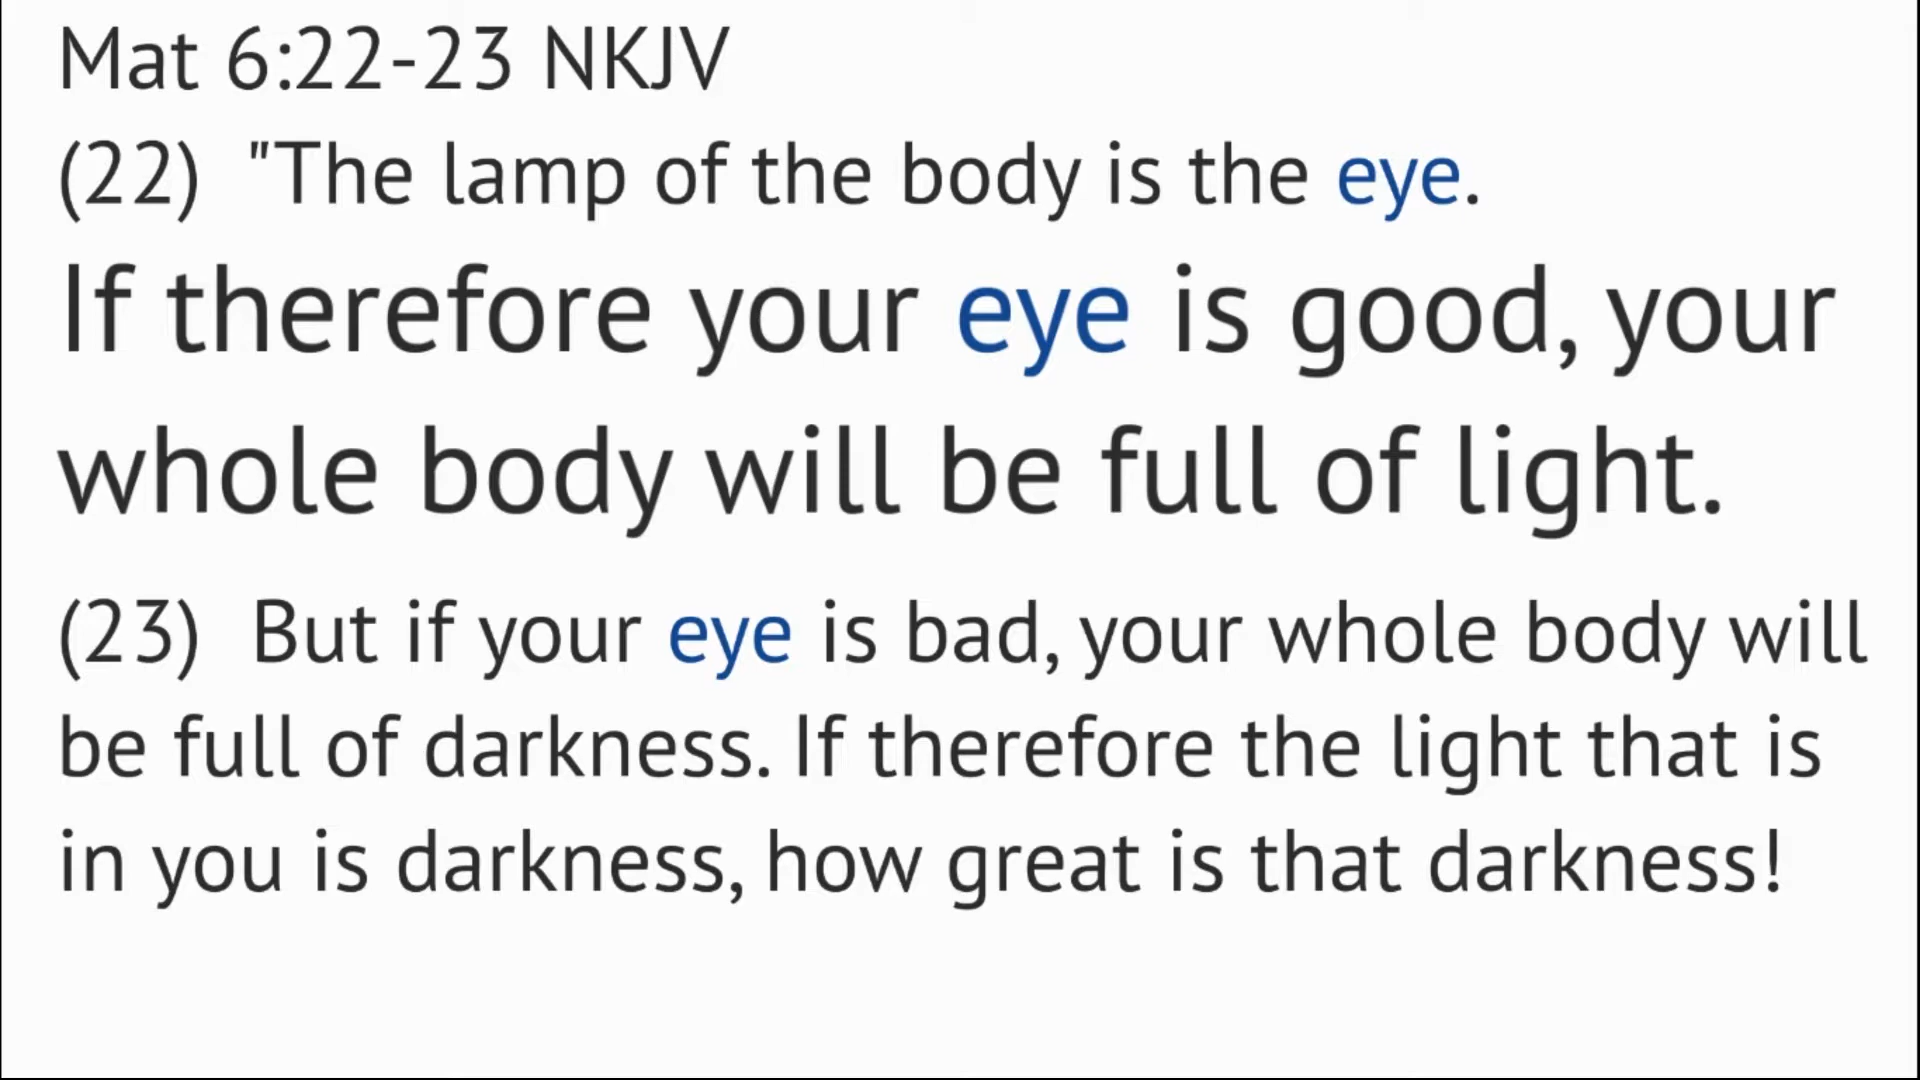 Mat 6:22-23 NKJV
(22) "The lamp of the body is the eye.
If therefore your eye is good, your
whole body will be full of light.
(23) But if your eye is bad, your whole body will
be full of darkness. If therefore the light that is
in you is darkness, how great is that darkness!